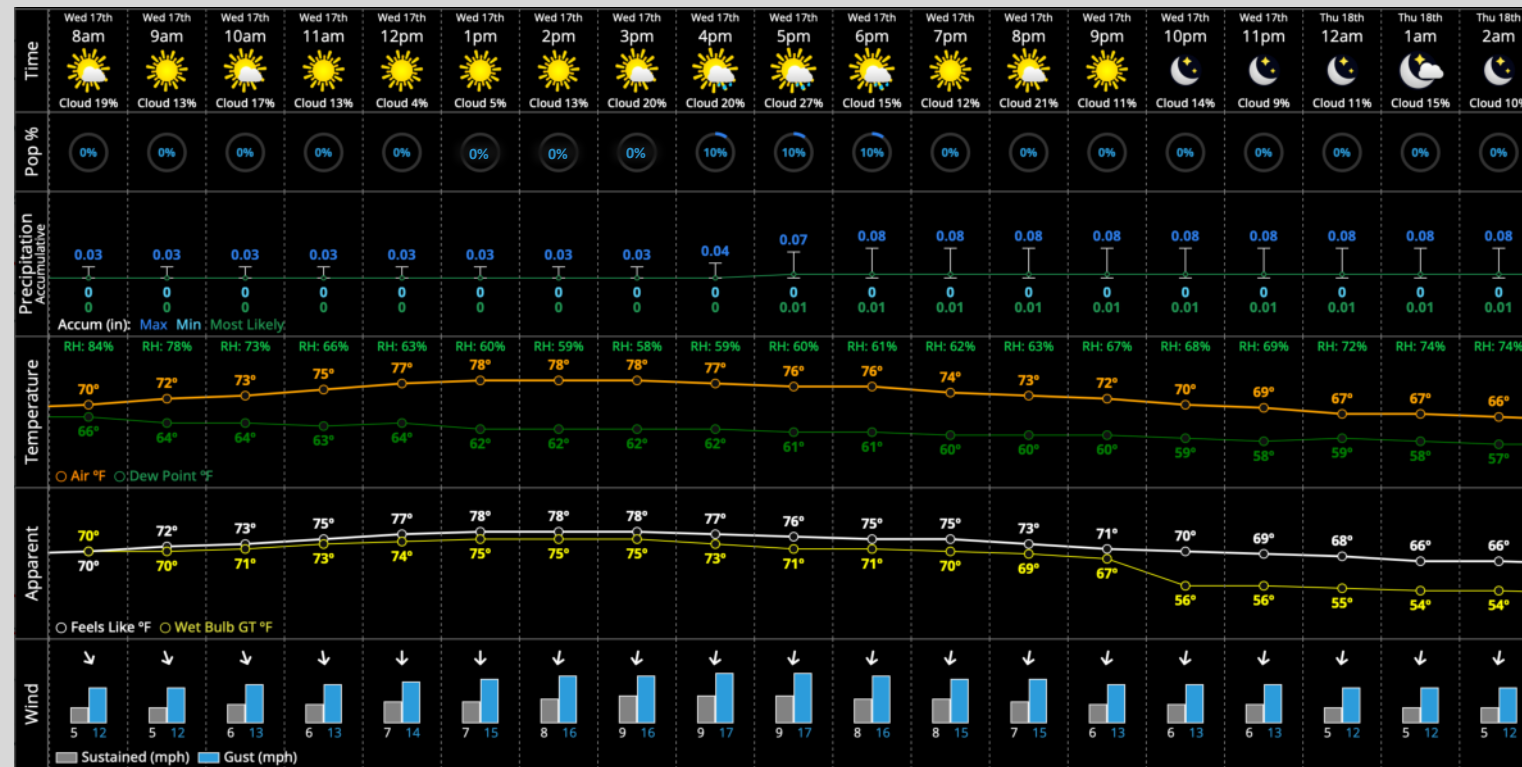 Time
Wed 17th Wed 17th Wed 17th Wed 17th Wed 17th Wed 17th Wed 17th Wed 17th Wed 17th Wed 17th Wed 17th Wed 17th Wed 17th Wed 17th Wed 17th Wed 17th Thu 18th Thu 18th Thu 18th
8am 9am 10am 11am 12pm 1pm 2pm 3pm 4pm 5pm 6pm 7pm 8pm 9pm 10pm 11pm 12am 1am 2am
Cloud 19% Cloud 13% Cloud 17% Cloud 13% Cloud 4% Cloud 5% Cloud 13% Cloud 20% Cloud 20% Cloud 27% Cloud 15% Cloud 12% Cloud 21% Cloud 11% Cloud 14% Cloud 9% Cloud 11% Cloud 15% Cloud 10%
Pop %
0% 0% 0% 0% 0% 0% 0% 0% 10% 10% 10% 0% 0% 0% 0% 0% 0% 0% 0%
Precipitation
Accumulative
0.03 0.03 0.03 0.03 0.03 0.03 0.03 0.03 0.04 0.07 0.08 0.08 0.08 0.08 0.08 0.08 0.08 0.08 0.08
0 0 0 0 0 0 0 0 0 0 0 0 0 0 0 0 0 0 0
0 0 0 0 0 0 0 0 0 0.01 0.01 0.01 0.01 0.01 0.01 0.01 0.01 0.01 0.01
Accum (in): Max Min Most Likely
Temperature
RH: 84% RH: 78% RH: 73% RH: 66% RH: 63% RH: 60% RH: 59% RH: 58% RH: 59% RH: 60% RH: 61% RH: 62% RH: 63% RH: 67% RH: 68% RH: 69% RH: 72% RH: 74% RH: 74%
70° 72° 73° 75° 77° 78° 78° 78° 77° 76° 76° 74° 73° 72° 70° 69° 67° 67° 66°
66° 64° 64° 63° 64° 62° 62° 62° 62° 61° 61° 60° 60° 60° 59° 58° 59° 58° 57°
Air °F Dew Point °F
Apparent
70° 72° 73° 75° 77° 78° 78° 78° 77° 76° 75° 75° 73° 71° 70° 69° 68° 66° 66°
70° 70° 71° 73° 74° 75° 75° 75° 73° 71° 71° 70° 69° 67° 56° 56° 55° 54° 54°
Feels Like °F Wet Bulb GT °F
Wind
5 12 5 12 6 13 6 13 7 14 7 15 8 16 9 16 9 17 9 17 8 16 8 15 7 15 6 13 6 13 6 13 5 12 5 12 5 12
Sustained (mph) Gust (mph)